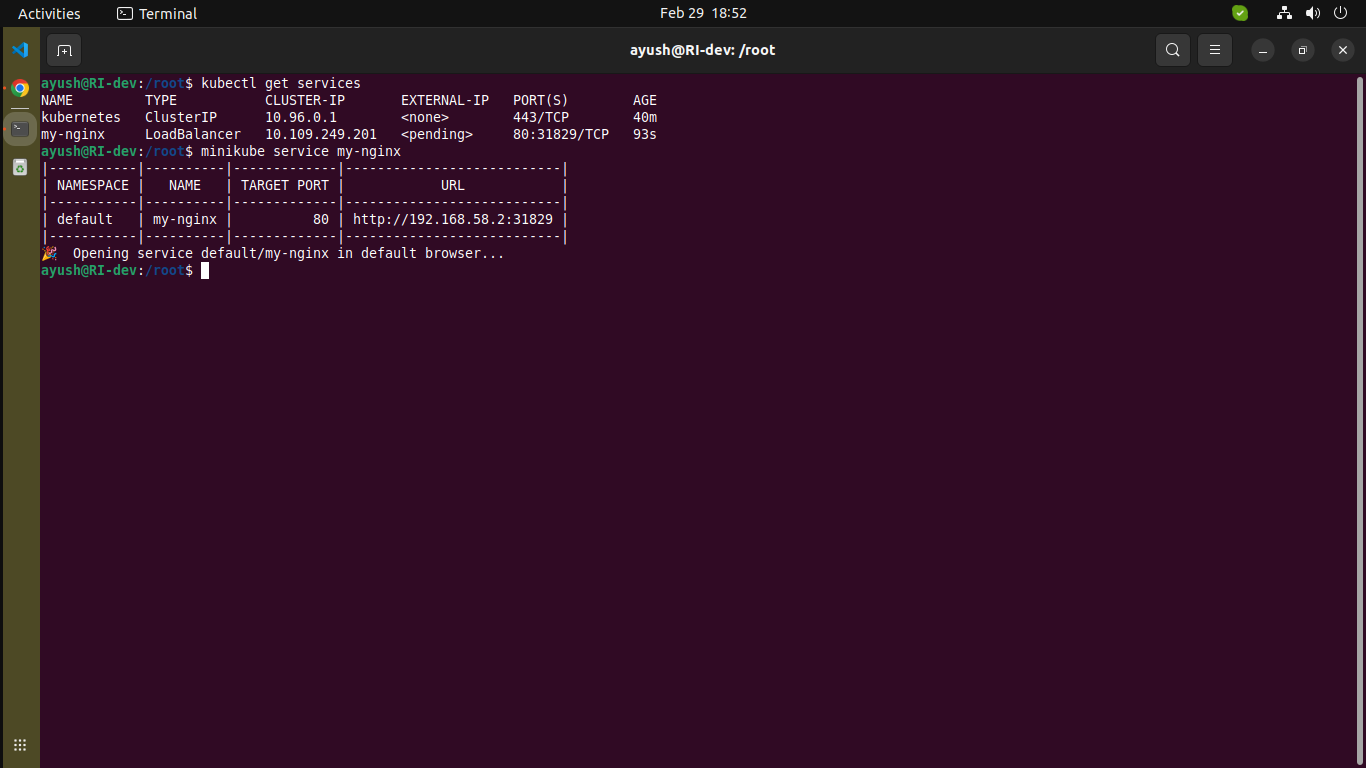 Activities Terminal Feb 29 18:52
ayush@RI-dev: /root
ayush@RI-dev:/root$ kubectl get services
NAME         TYPE           CLUSTER-IP       EXTERNAL-IP   PORT(S)        AGE
kubernetes   ClusterIP      10.96.0.1        <none>        443/TCP        40m
my-nginx     LoadBalancer   10.109.249.201   <pending>     80:31829/TCP   93s
ayush@RI-dev:/root$ minikube service my-nginx
|-----------|----------|-------------|---------------------------|
| NAMESPACE |   NAME   | TARGET PORT |            URL            |
|-----------|----------|-------------|---------------------------|
| default   | my-nginx |          80 | http://192.168.58.2:31829 |
|-----------|----------|-------------|---------------------------|
🎉  Opening service default/my-nginx in default browser...
ayush@RI-dev:/root$